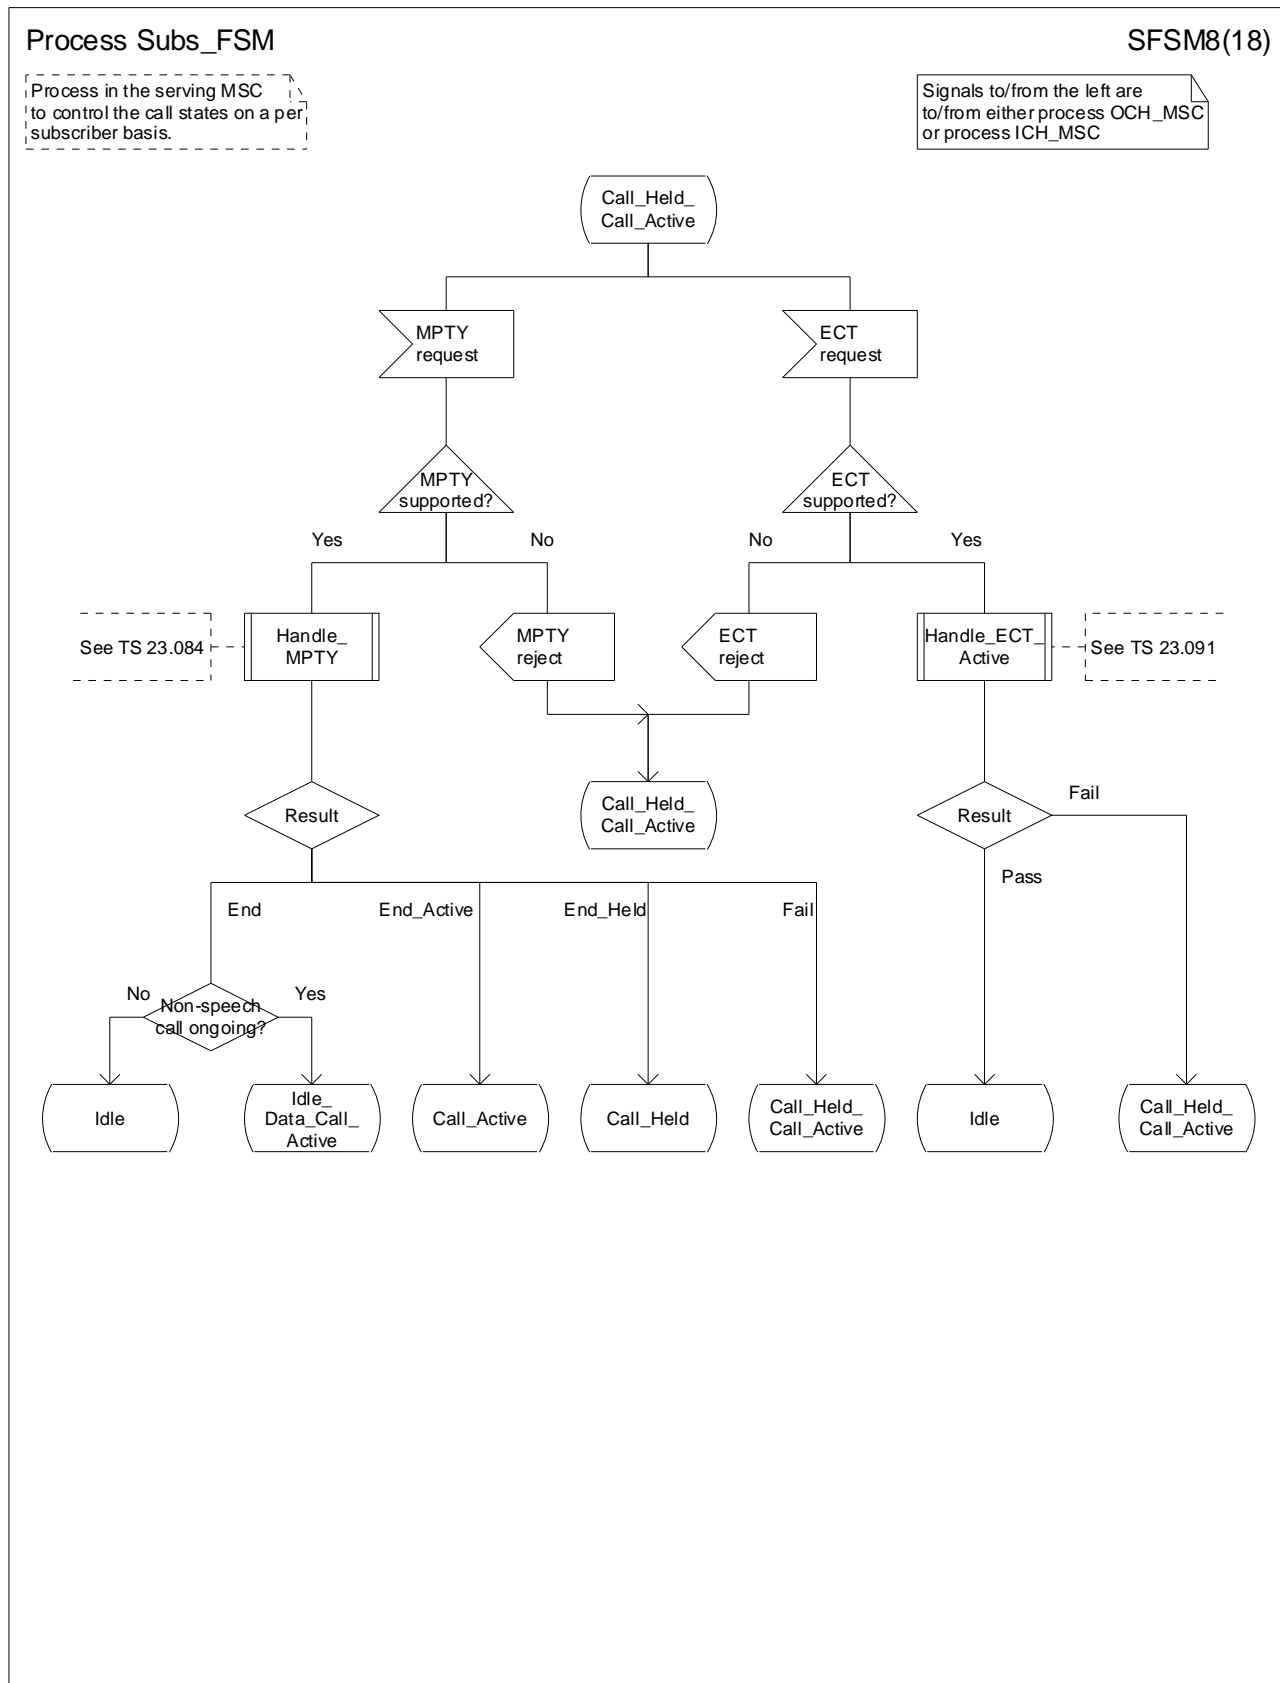 Process Subs_FSM
SFSM8(18)
Process in the serving MSC
to control the call states on a per
subscriber basis.
Signals to/from the left are
to/from either process OCH_MSC
or process ICH_MSC
Call_Held_
Call_Active
MPTY
request
ECT
request
MPTY
supported?
ECT
supported?
Yes
No
No
Yes
See TS 23.084
Handle_
MPTY
MPTY
reject
ECT
reject
Handle_ECT_
Active
See TS 23.091
Result
Call_Held_
Call_Active
Result
Fail
Pass
End
End_Active
End_Held
Fail
No
Non-speech
call ongoing?
Yes
Idle
Idle_
Data_Call_
Active
Call_Active
Call_Held
Call_Held_
Call_Active
Idle
Call_Held_
Call_Active